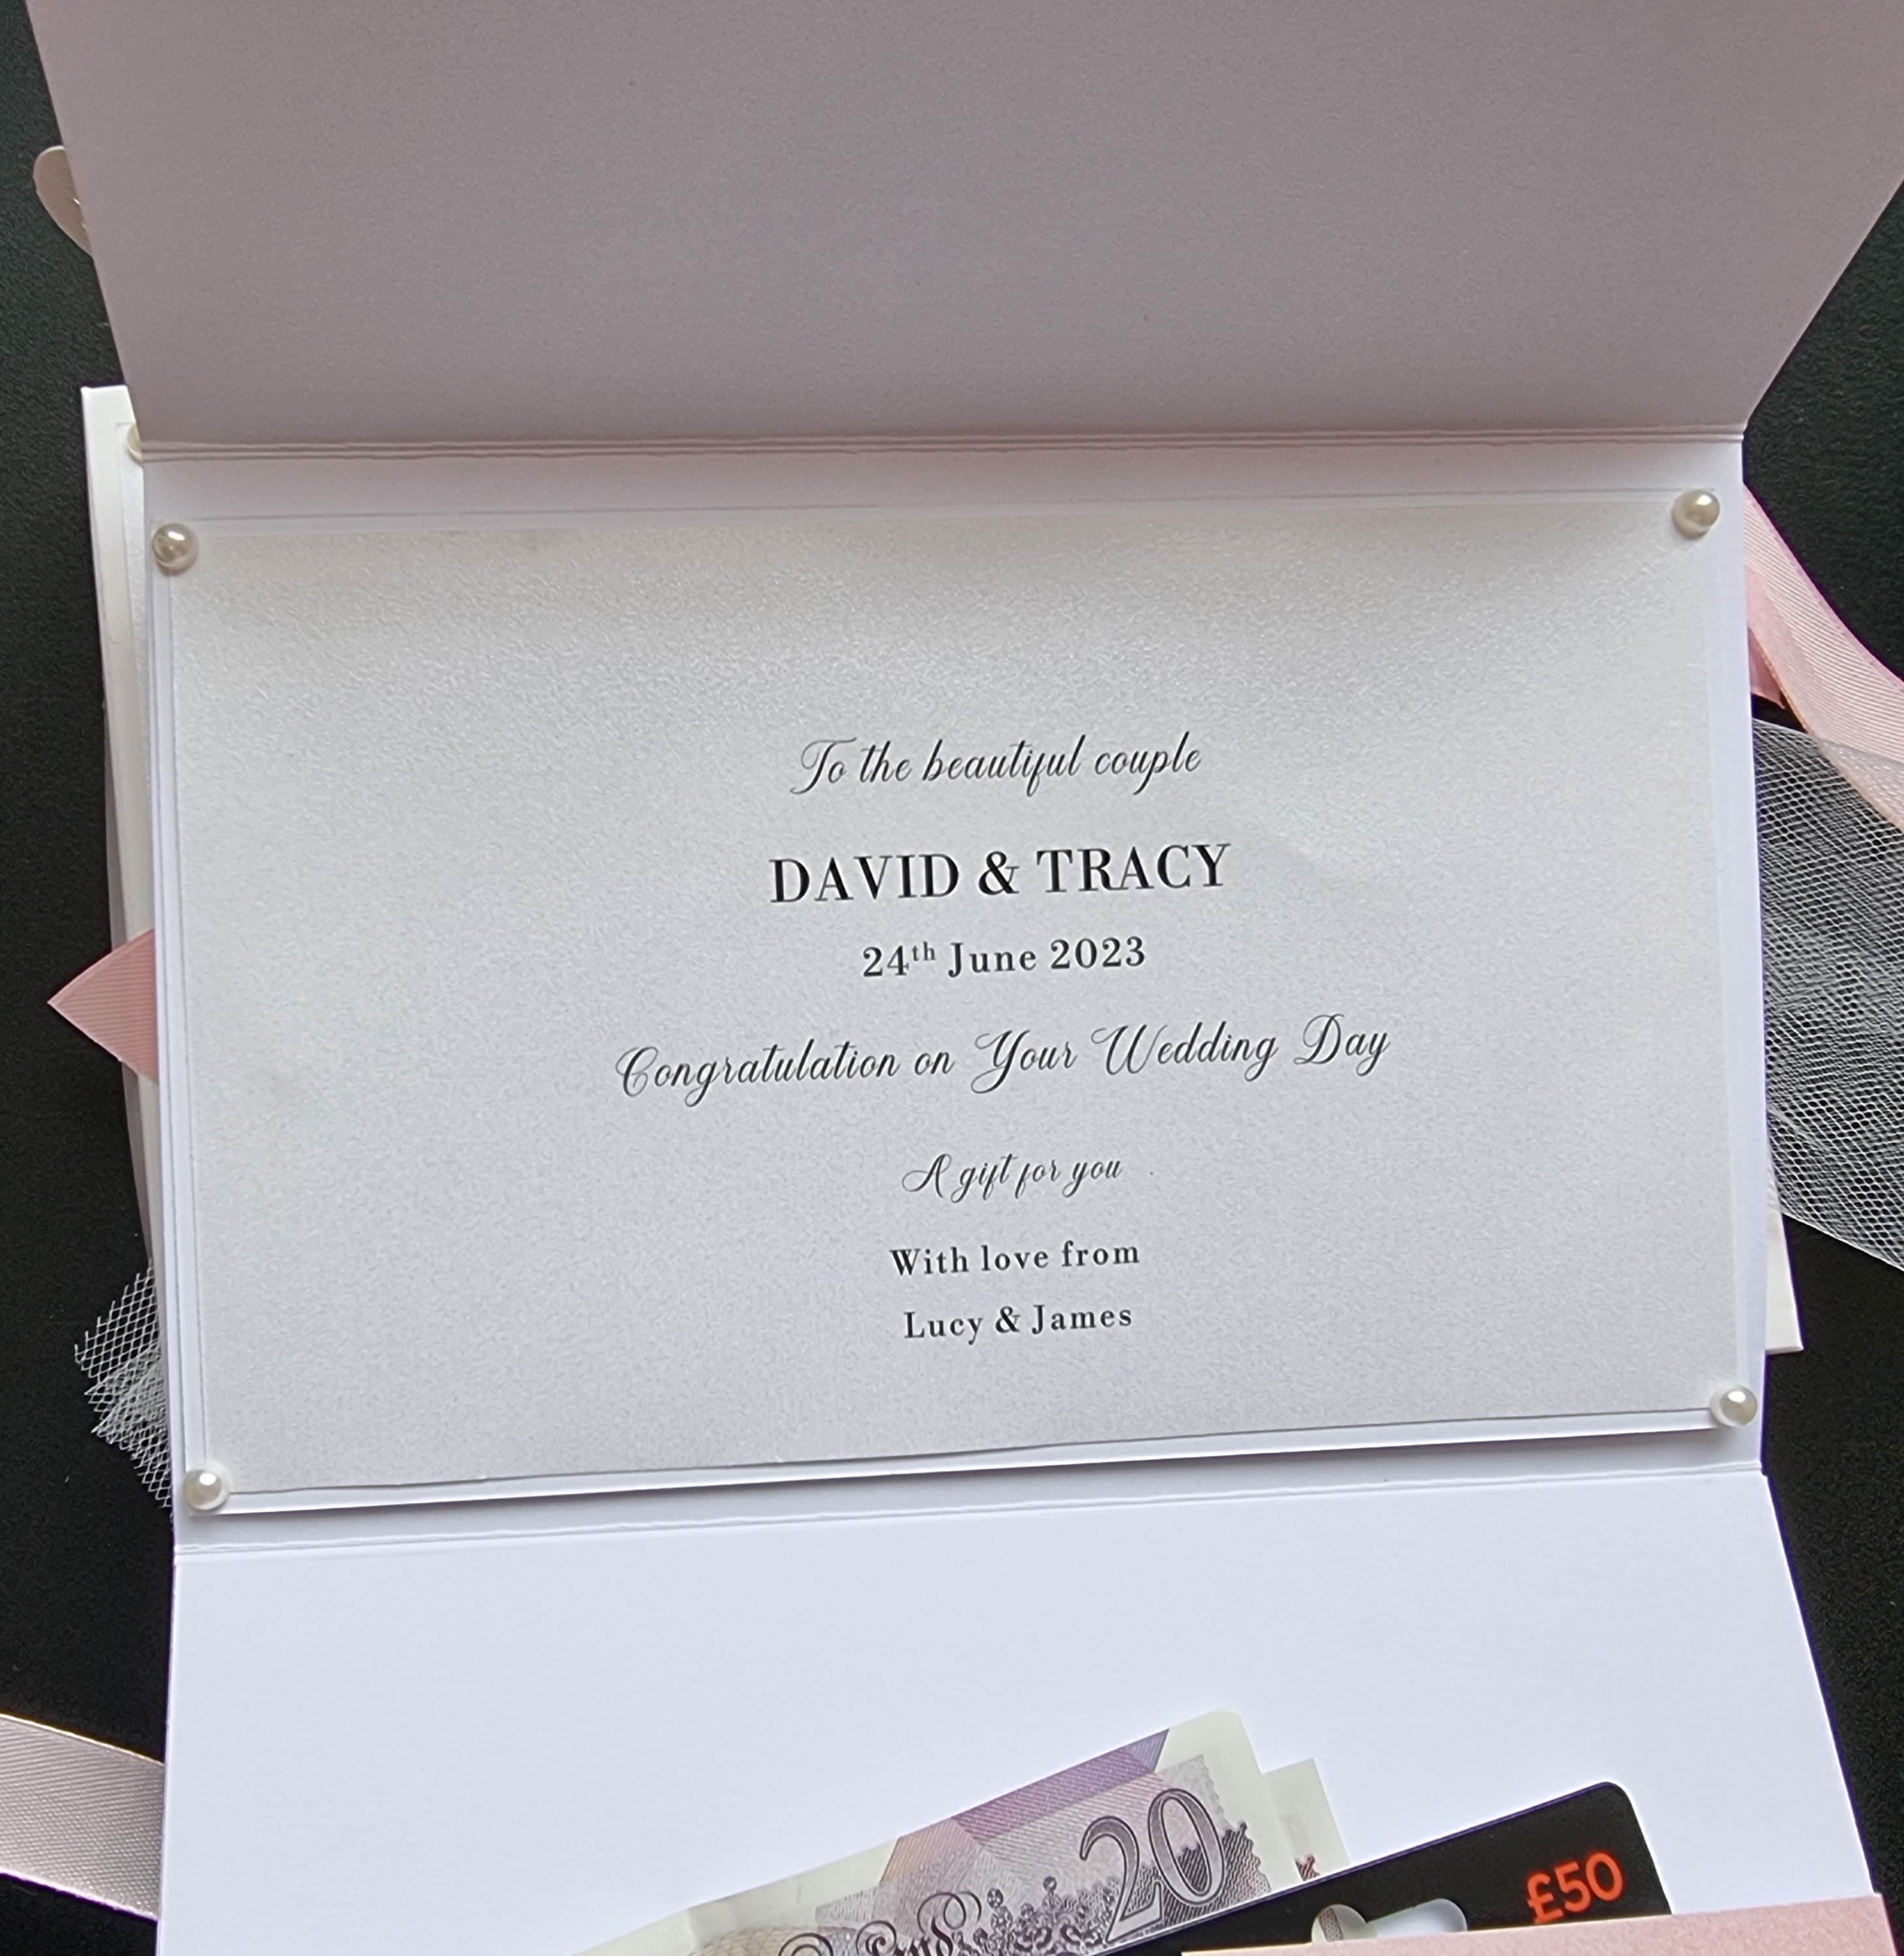 To the beautiful couple
DAVID & TRACY
24th June 2023
Congratulation on Your Wedding Day
A gift for you
With love from
Lucy & James
20
£50